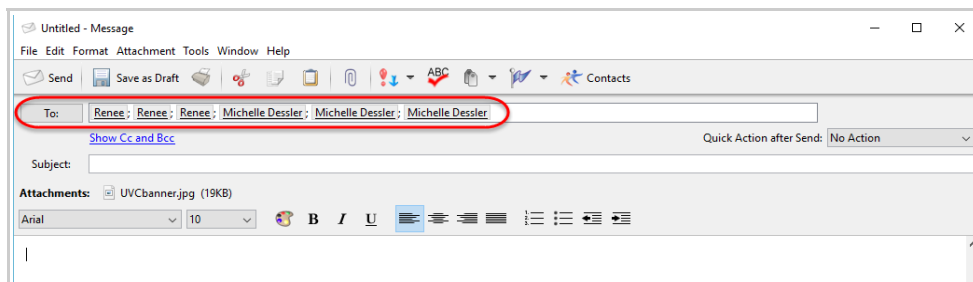 Untitled - Message
File Edit Format Attachment Tools Window Help
Send Save as Draft ABC Contacts
To: Renee ; Renee ; Renee ; Michelle Dessler ; Michelle Dessler ; Michelle Dessler
Show Cc and Bcc Quick Action after Send: No Action
Subject:
Attachments: UVCbanner.jpg (19KB)
Arial 10 B I U